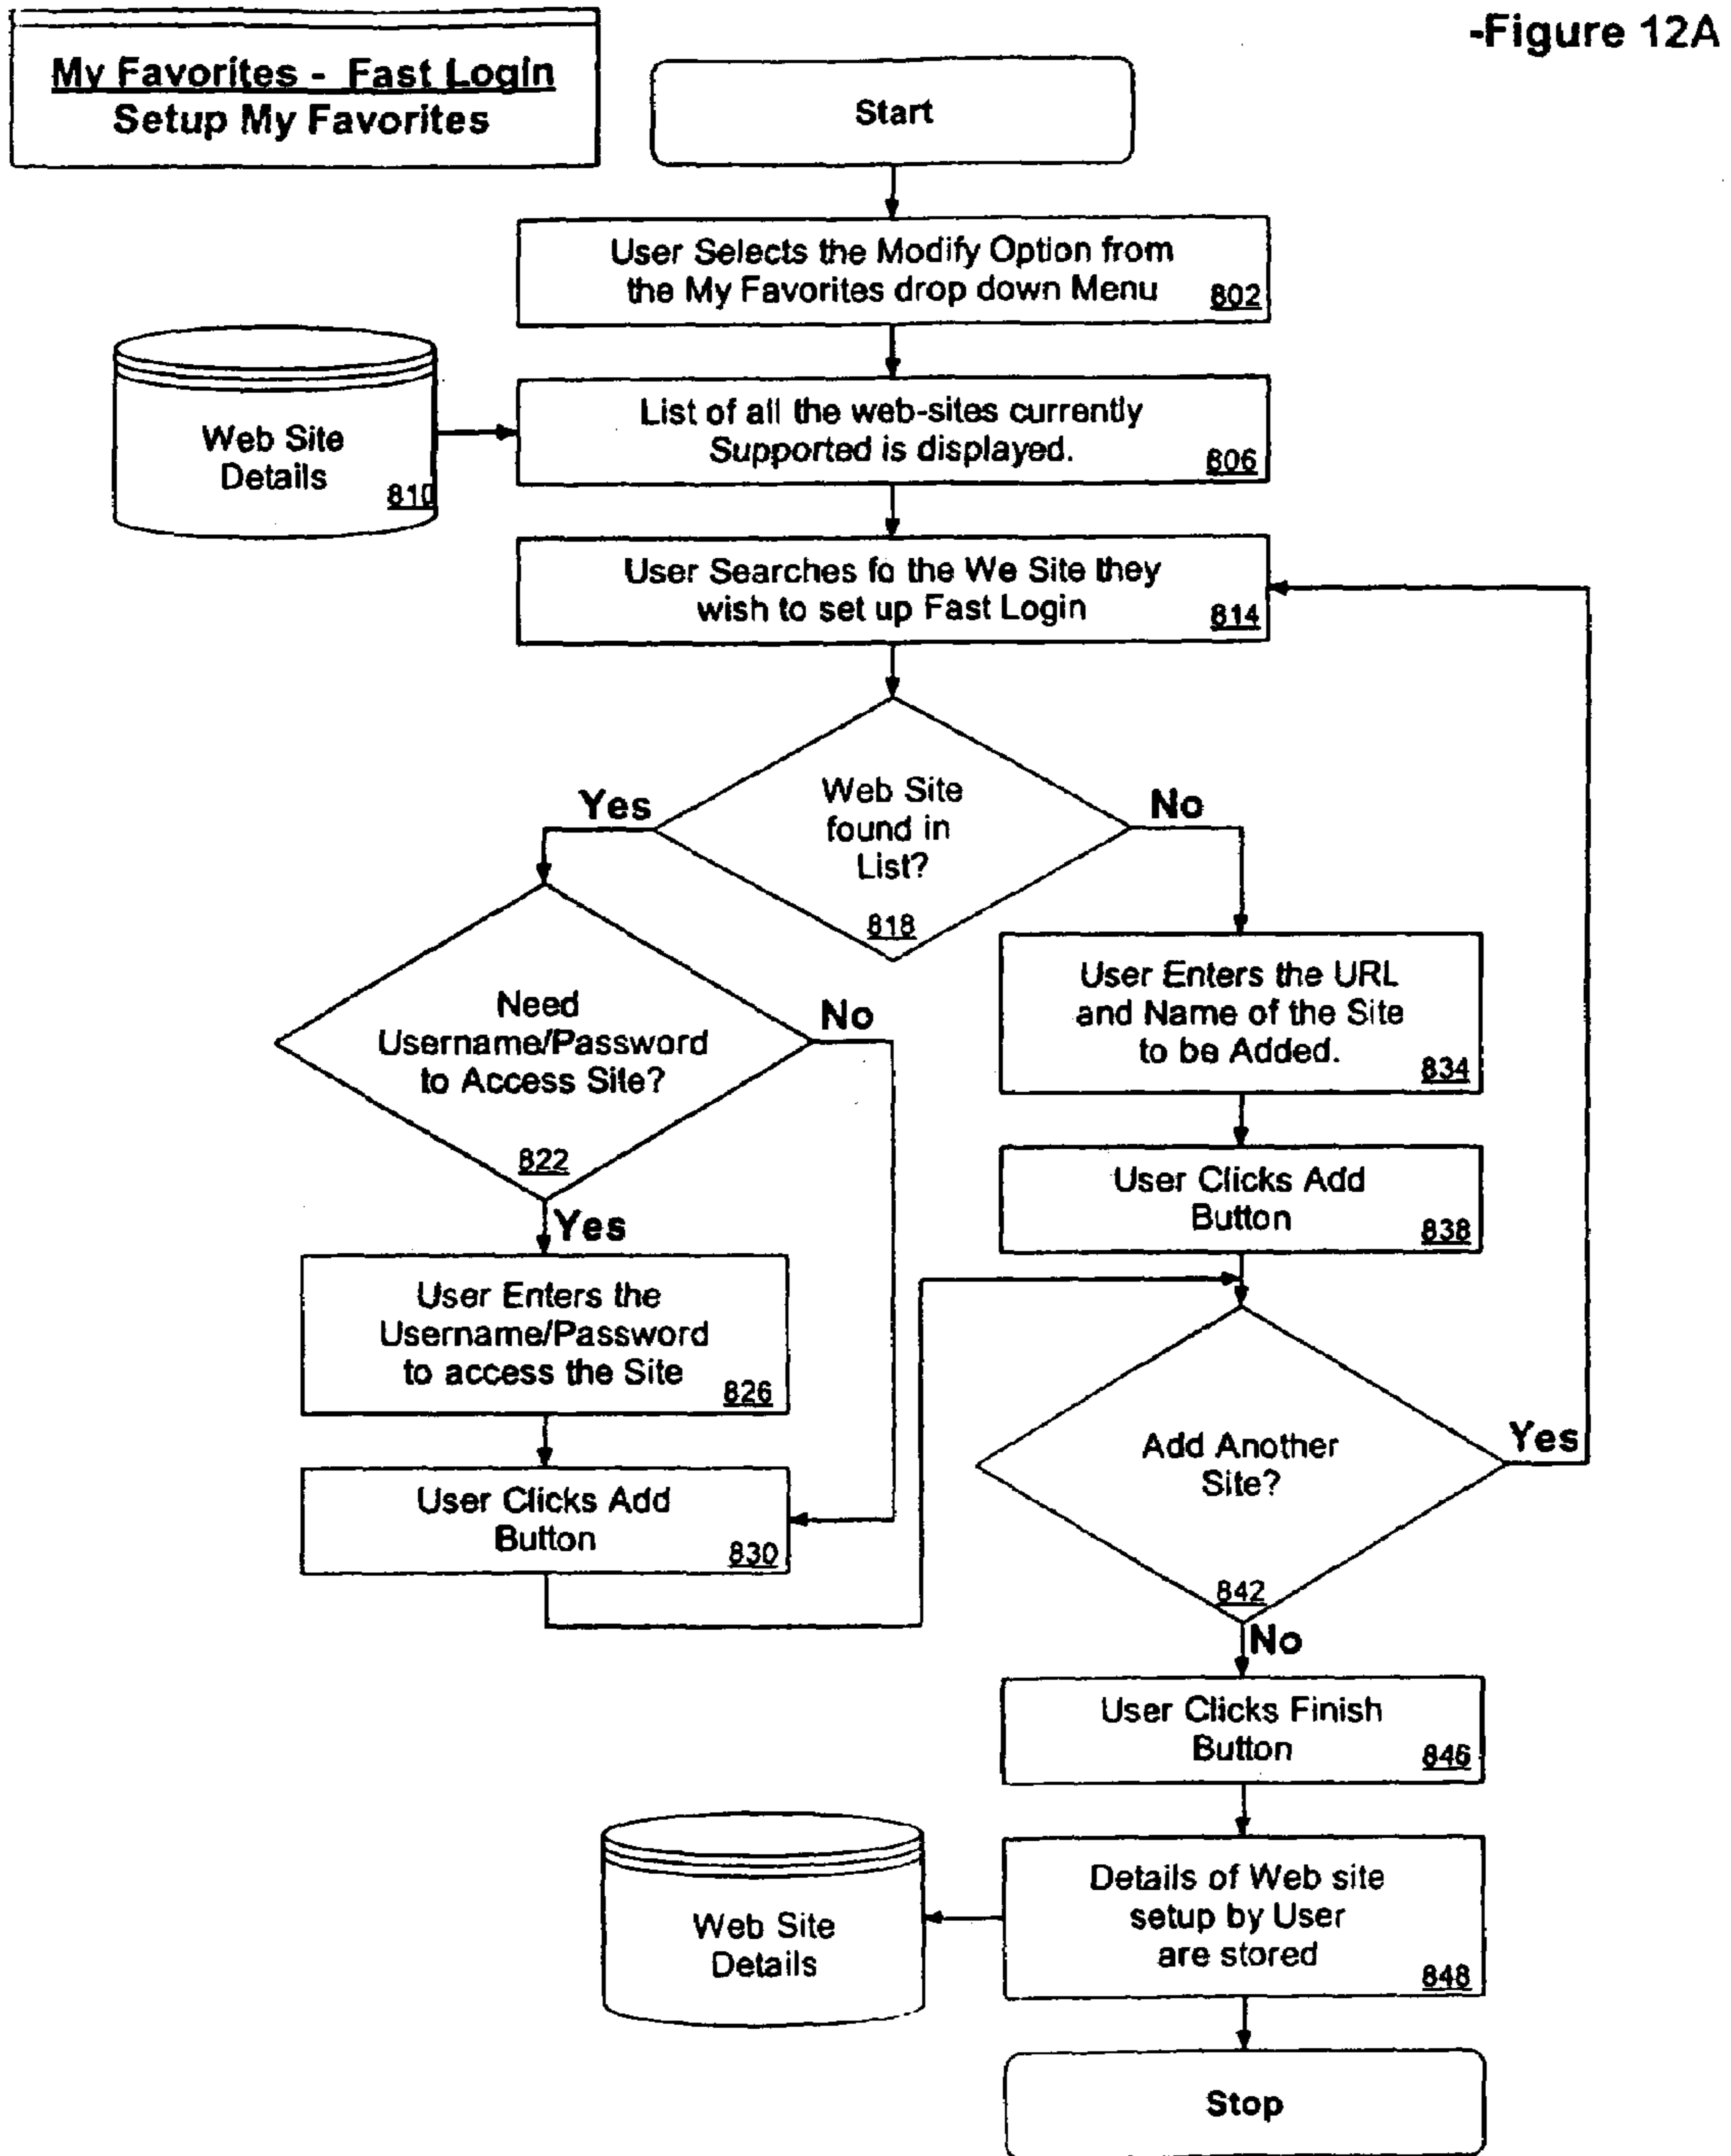 -Figure 12A
My Favorites - Fast Login
Setup My Favorites
Start
User Selects the Modify Option from
the My Favorites drop down Menu
802
Web Site
Details
810
List of all the web-sites currently
Supported is displayed.
806
User Searches fo the We Site they
wish to set up Fast Login
814
Web Site
found in
List?
818
Yes
No
Need
Username/Password
to Access Site?
822
No
Yes
User Enters the URL
and Name of the Site
to be Added.
834
User Clicks Add
Button
838
User Enters the
Username/Password
to access the Site
826
User Clicks Add
Button
830
Add Another
Site?
842
Yes
No
User Clicks Finish
Button
846
Web Site
Details
Details of Web site
setup by User
are stored
848
Stop